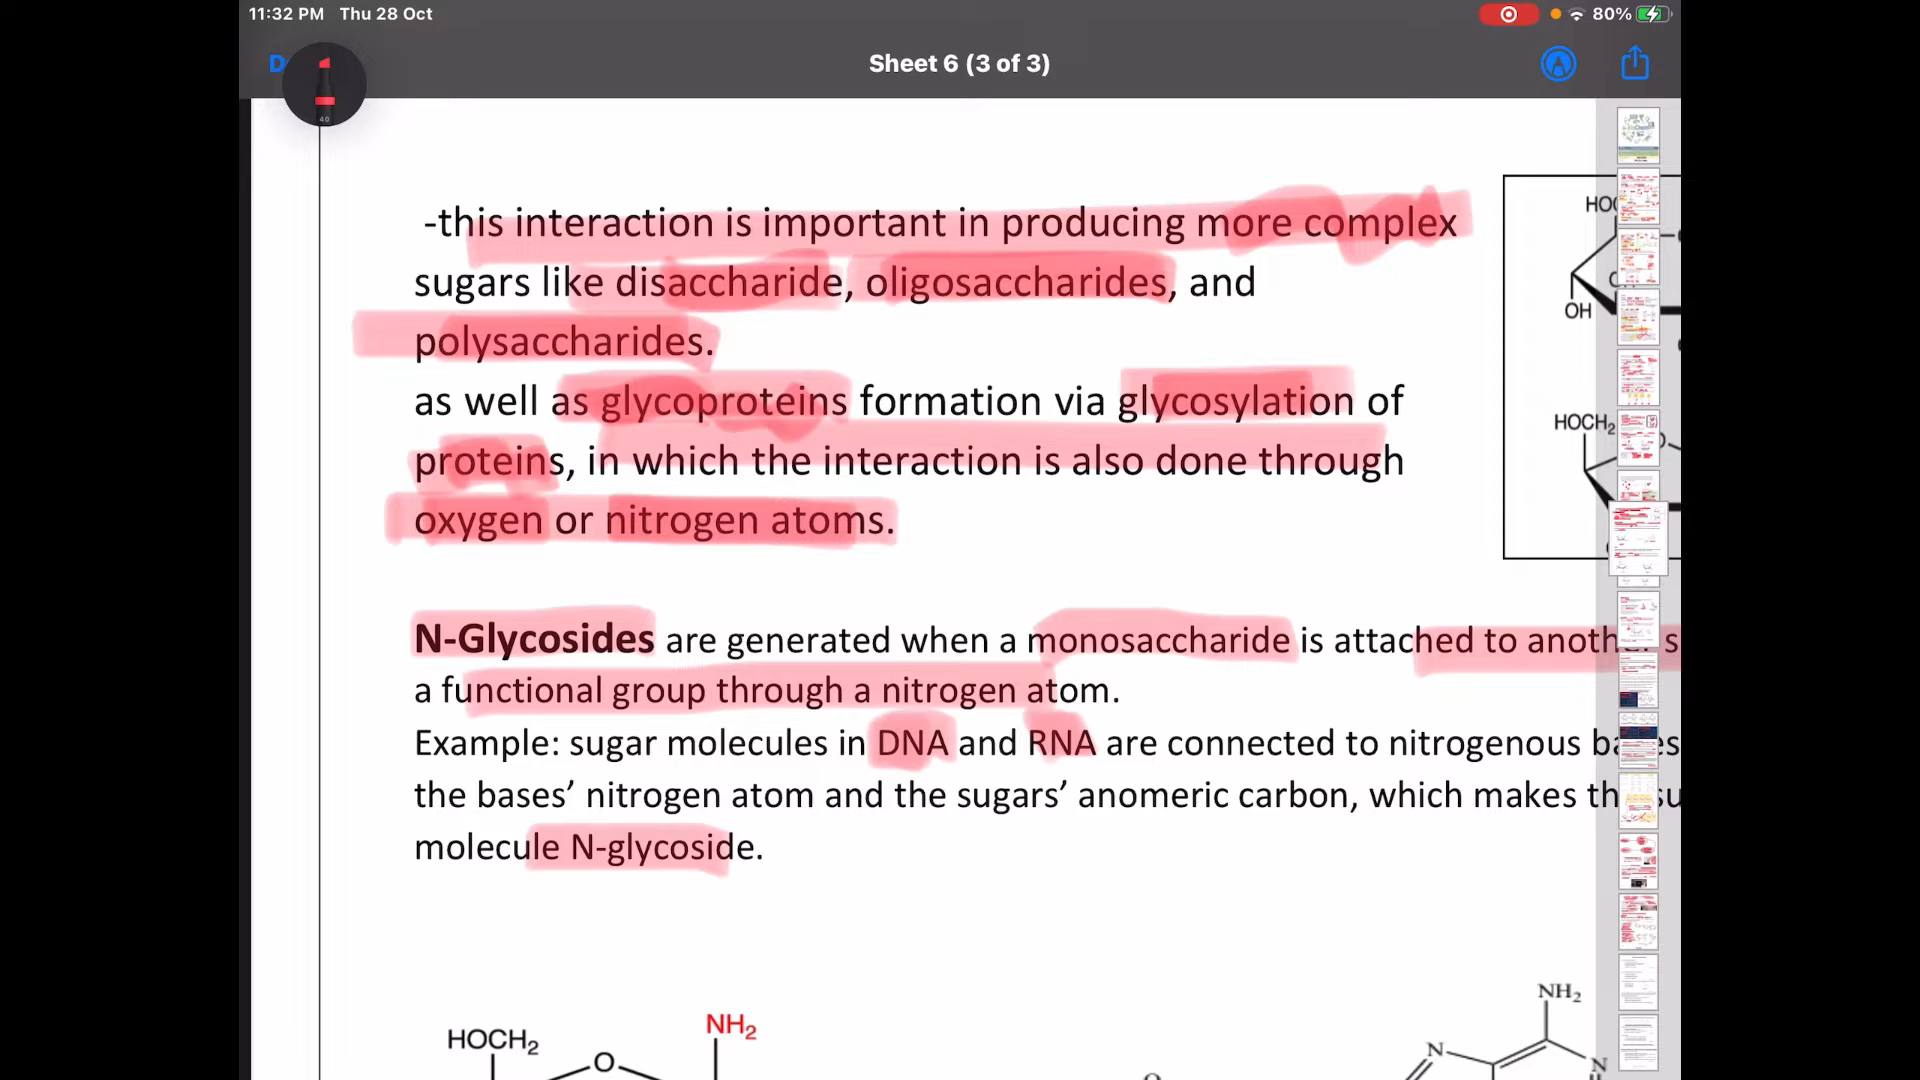 11:32 PM Thu 28 Oct
80%
Sheet 6 (3 of 3)
40
-this interaction is important in producing more complex
sugars like disaccharide, oligosaccharides, and
polysaccharides.
as well as glycoproteins formation via glycosylation of
proteins, in which the interaction is also done through
oxygen or nitrogen atoms.
OH
HOCH2
N-Glycosides are generated when a monosaccharide is attached to another
a functional group through a nitrogen atom.
Example: sugar molecules in DNA and RNA are connected to nitrogenous bases
the bases’ nitrogen atom and the sugars’ anomeric carbon, which makes
molecule N-glycoside.
HOCH2
O
NH2
NH2
N
N